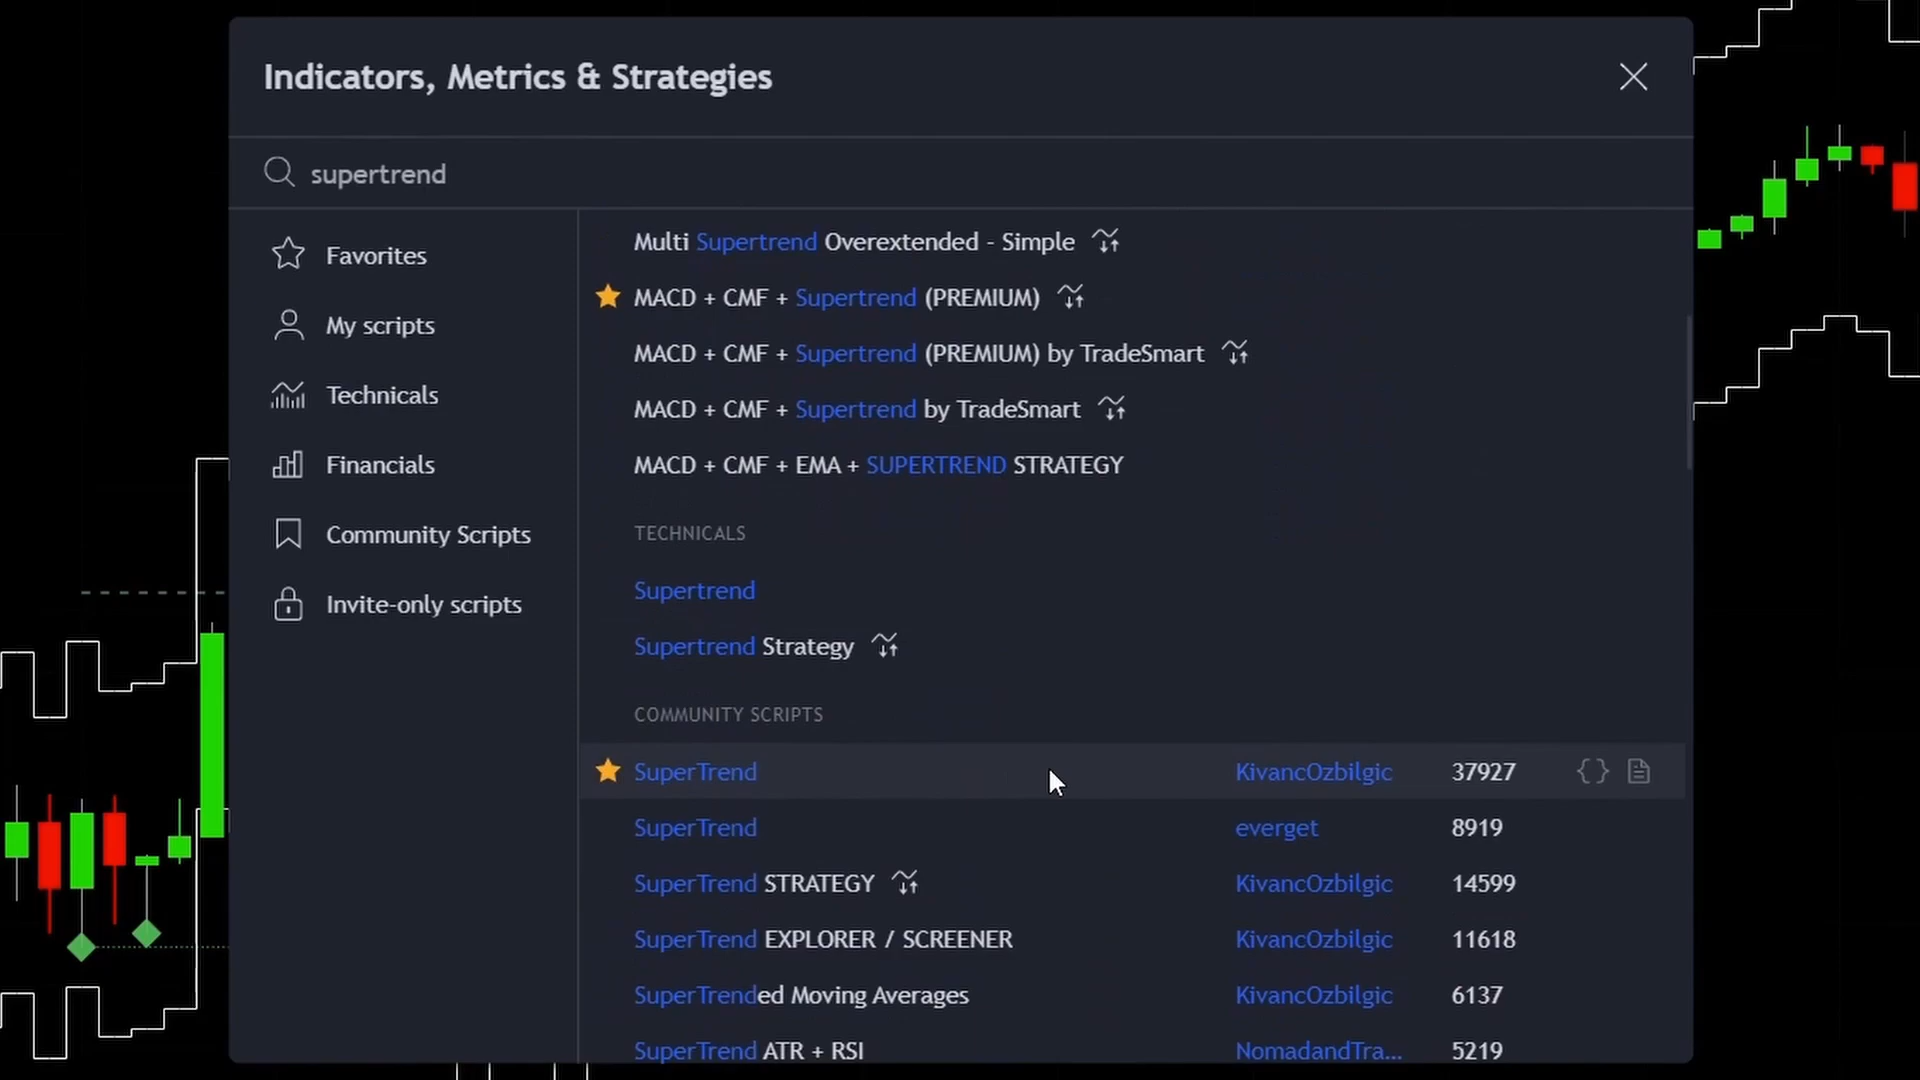 Indicators, Metrics & Strategies
supertrend
Favorites
My scripts
Technicals
Financials
Community Scripts
Invite-only scripts
Multi Supertrend Overextended - Simple
MACD + CMF + Supertrend (PREMIUM)
MACD + CMF + Supertrend (PREMIUM) by TradeSmart
MACD + CMF + Supertrend by TradeSmart
MACD + CMF + EMA + SUPERTREND STRATEGY
TECHNICALS
Supertrend
Supertrend Strategy
COMMUNITY SCRIPTS
SuperTrend KivancOzbilgic 37927
SuperTrend everget 8919
SuperTrend STRATEGY KivancOzbilgic 14599
SuperTrend EXPLORER / SCREENER KivancOzbilgic 11618
SuperTrended Moving Averages KivancOzbilgic 6137
SuperTrend ATR + RSI NomadandTra... 5219